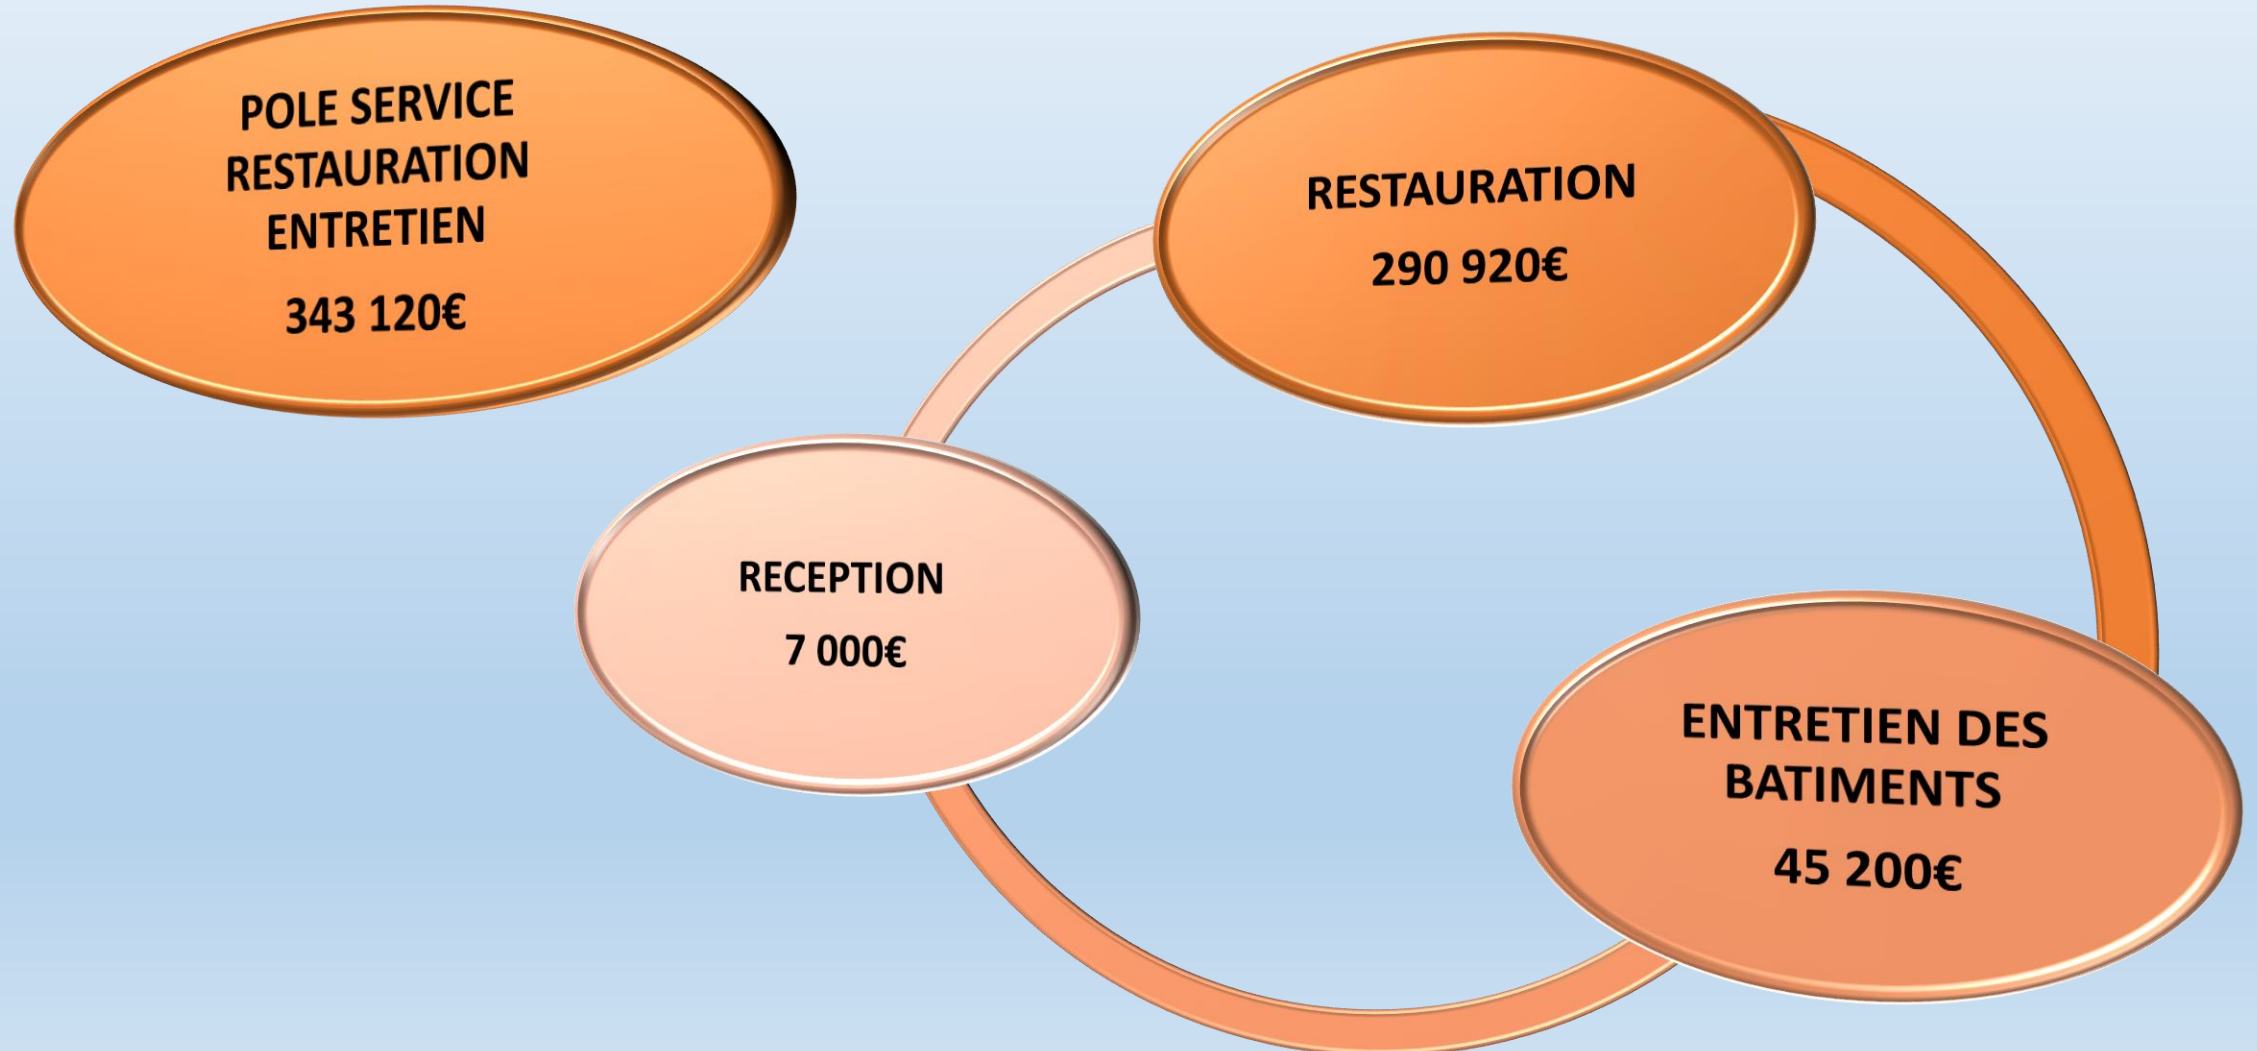 POLE SERVICE
RESTAURATION
ENTRETIEN
343 120€
RESTAURATION
290 920€
RECEPTION
7 000€
ENTRETIEN DES
BATIMENTS
45 200€